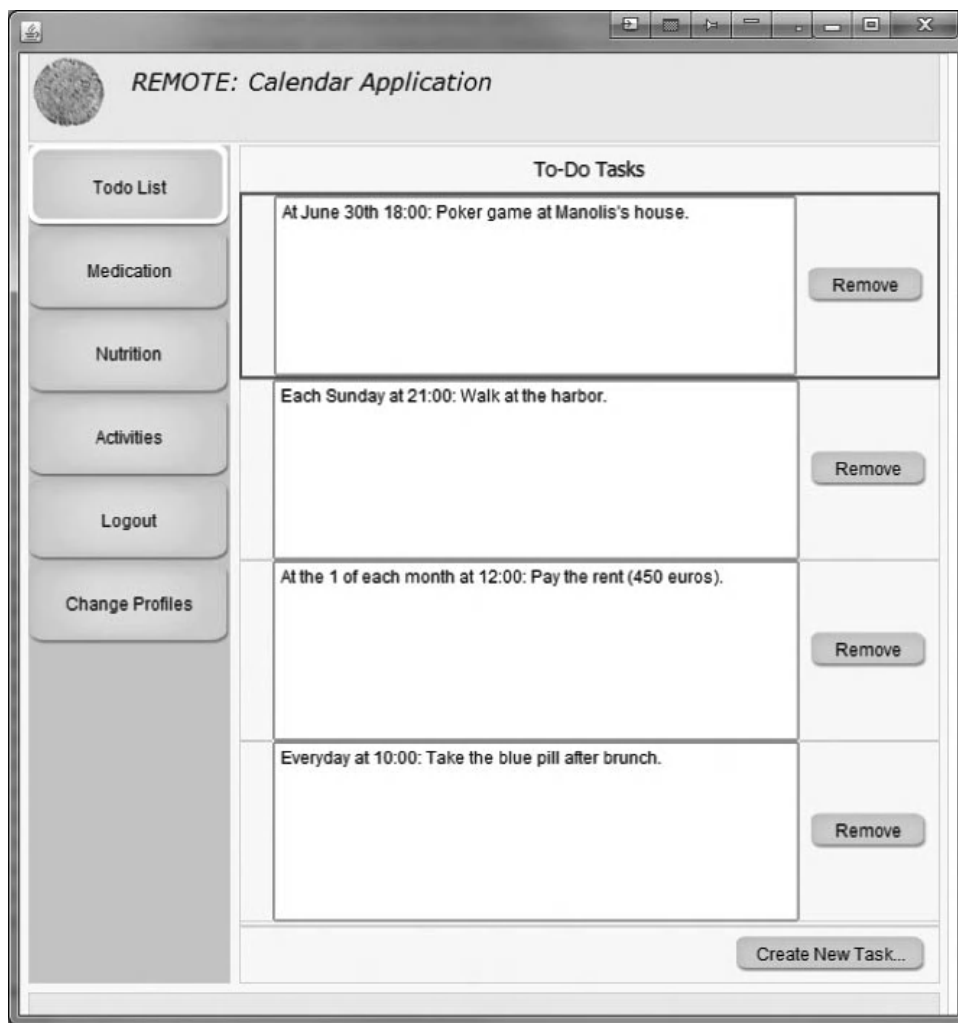 REMOTE: Calendar Application
Todo List
Medication
Nutrition
Activities
Logout
Change Profiles
To-Do Tasks
At June 30th 18:00: Poker game at Manolis's house.
Remove
Each Sunday at 21:00: Walk at the harbor.
Remove
At the 1 of each month at 12:00: Pay the rent (450 euros).
Remove
Everyday at 10:00: Take the blue pill after brunch.
Remove
Create New Task...